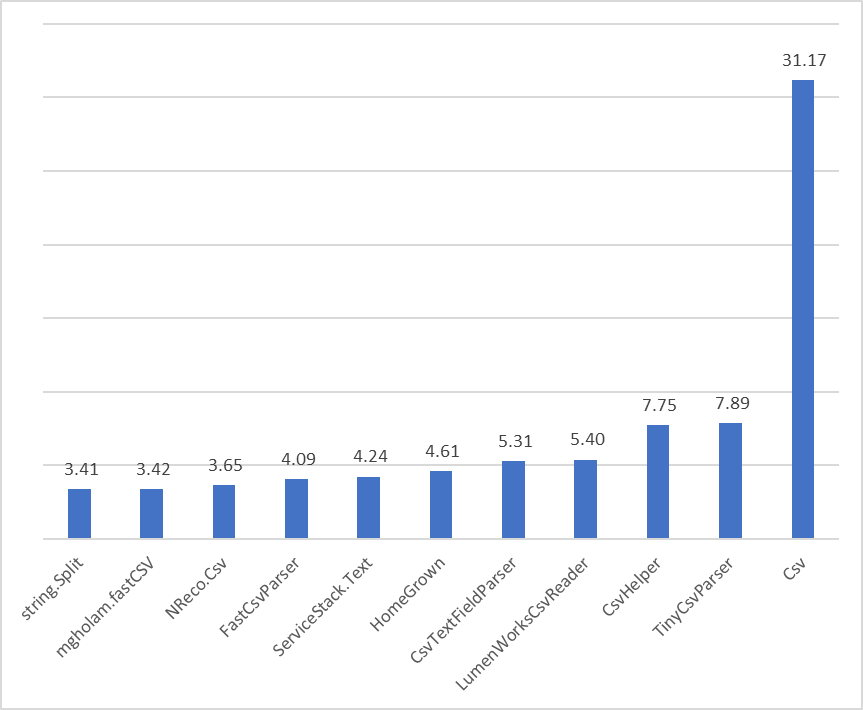 31.17
7.75
7.89
5.31
5.40
4.61
4.24
4.09
3.65
3.42
3.41
string.Split
mgholam.fastCSV
NReco.Csv
FastCsvParser
ServiceStack.Text
HomeGrown
CsvTextFieldParser
LumenWorksCsvReader
CsvHelper
TinyCsvParser
Csv